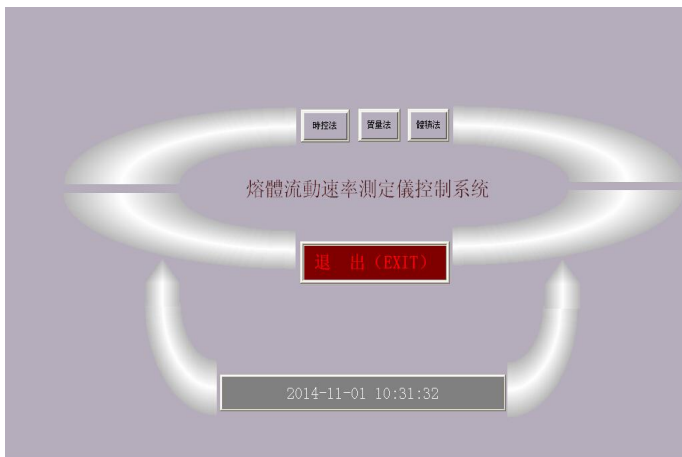 時控法 質量法 體積法
熔體流動速率測定儀控制系统
退 出(EXIT)
2014-11-01 10:31:32